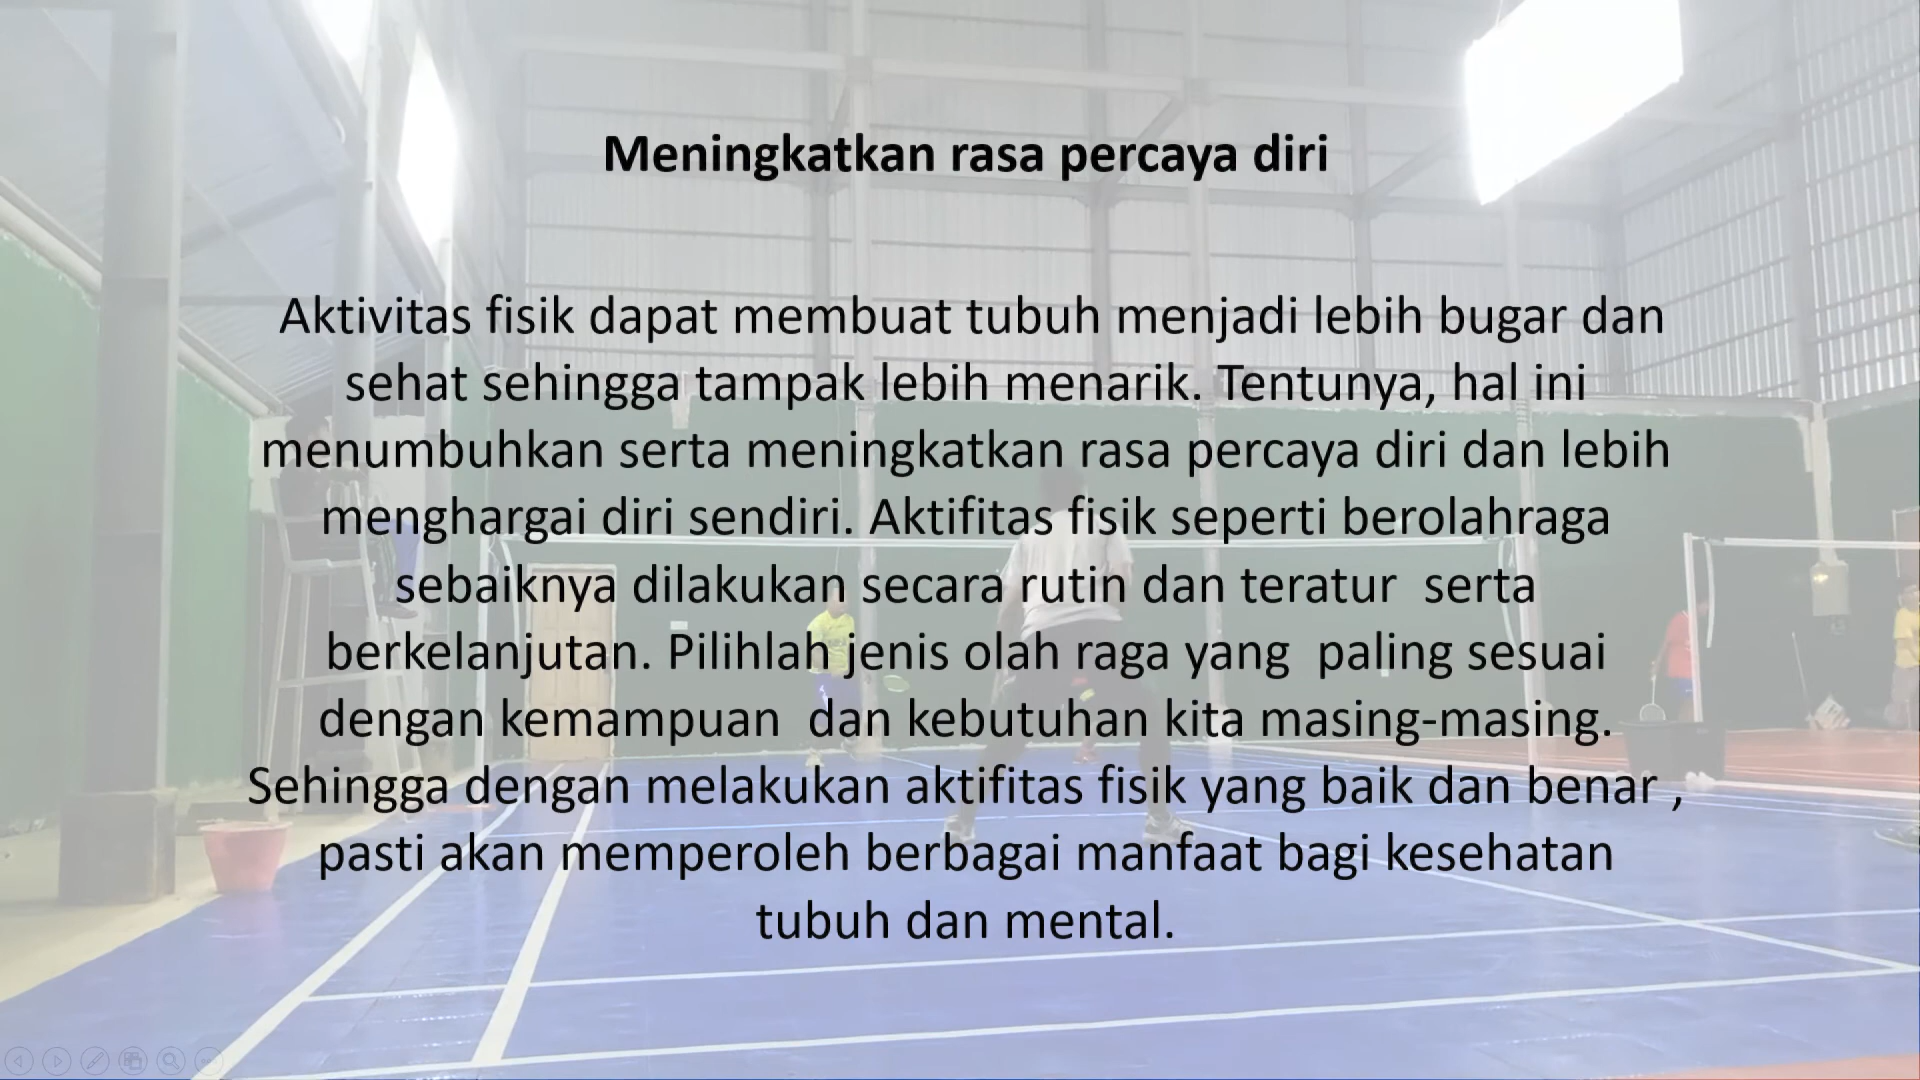 Meningkatkan rasa percaya diri
Aktivitas fisik dapat membuat tubuh menjadi lebih bugar dan
sehat sehingga tampak lebih menarik. Tentunya, hal ini
menumbuhkan serta meningkatkan rasa percaya diri dan lebih
menghargai diri sendiri. Aktifitas fisik seperti berolahraga
sebaiknya dilakukan secara rutin dan teratur  serta
berkelanjutan. Pilihlah jenis olah raga yang  paling sesuai
dengan kemampuan  dan kebutuhan kita masing-masing.
Sehingga dengan melakukan aktifitas fisik yang baik dan benar ,
pasti akan memperoleh berbagai manfaat bagi kesehatan
tubuh dan mental.